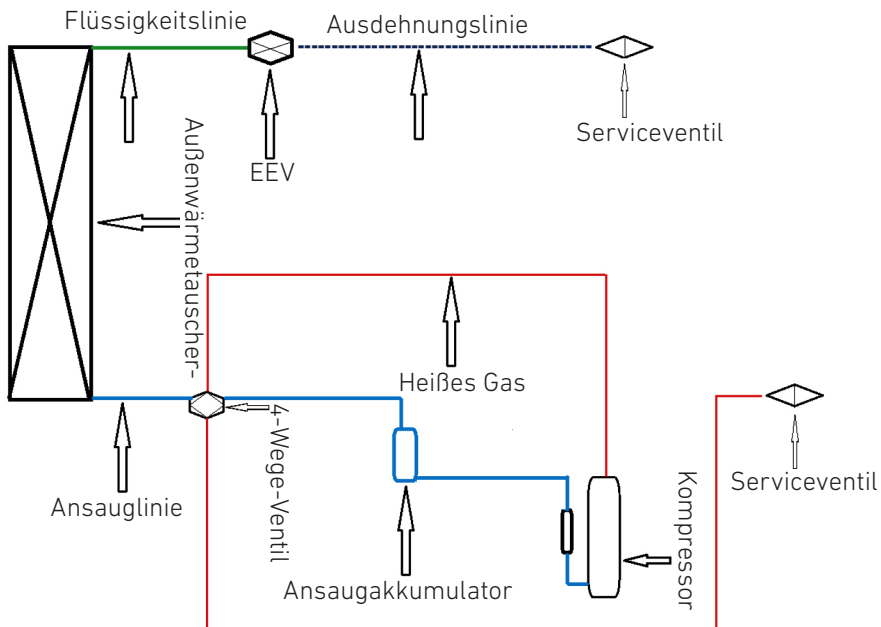 Flüssigkeitslinie
Ausdehnungslinie
Serviceventil
EEV
Außenwärmetauscher-
Heißes Gas
4-Wege-Ventil
Ansauglinie
Ansaugakkumulator
Kompressor
Serviceventil